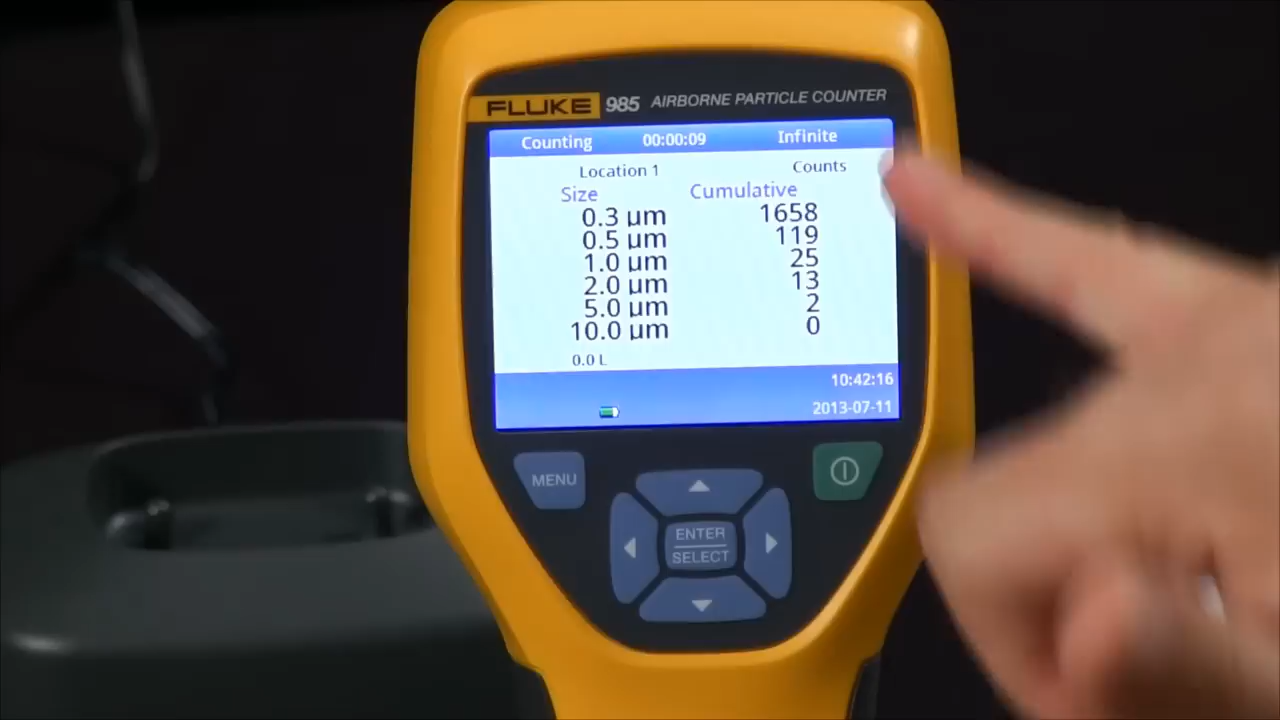 FLUKE 985 AIRBORNE PARTICLE COUNTER
Counting 00:00:09 Infinite
Location 1 Counts
Size Cumulative
0.3 µm 1658
0.5 µm 119
1.0 µm 25
2.0 µm 13
5.0 µm 2
10.0 µm 0
0.0 L
10:42:16
2013-07-11
MENU
ENTER
SELECT